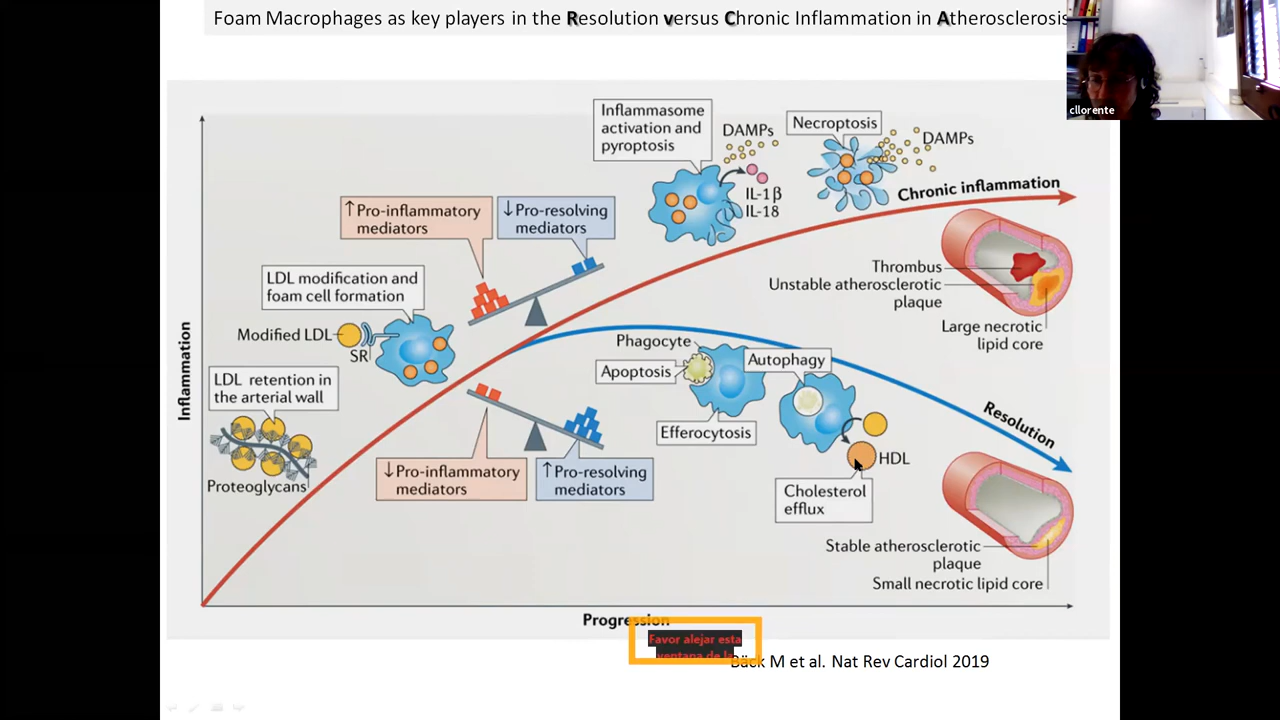 Foam Macrophages as key players in the Resolution versus Chronic Inflammation in Atherosclerosis
cllorente
Inflammasome
activation and
pyroptosis
DAMPs
IL-1β
IL-18
Necroptosis
DAMPs
Chronic inflammation
↑Pro-inflammatory
mediators
↓Pro-resolving
mediators
LDL modification and
foam cell formation
Modified LDL
SR
Thrombus
Unstable atherosclerotic
plaque
Large necrotic
lipid core
Inflammation
LDL retention in
the arterial wall
Proteoglycans
Phagocyte
Apoptosis
Autophagy
Efferocytosis
HDL
Cholesterol
efflux
Resolution
↓Pro-inflammatory
mediators
↑Pro-resolving
mediators
Stable atherosclerotic
plaque
Small necrotic lipid core
Progression
Favor alejar esta
ventana de la
Bäck M et al. Nat Rev Cardiol 2019